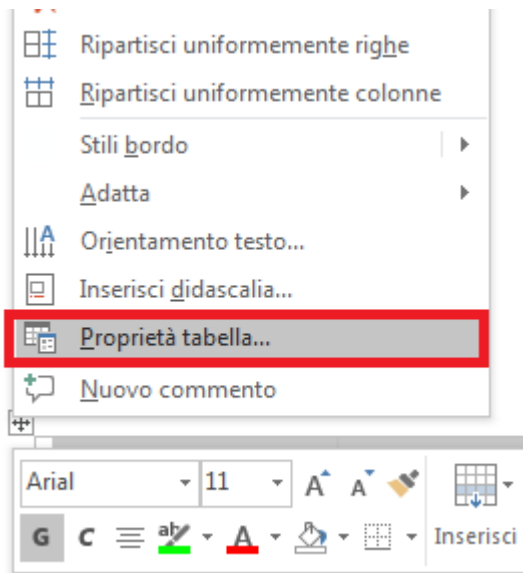 Ripartisci uniformemente righe
Ripartisci uniformemente colonne
Stili bordo
Adatta
Orientamento testo...
Inserisci didascalia...
Proprietà tabella...
Nuovo commento
Arial 11 A A
G C ab A Inserisci